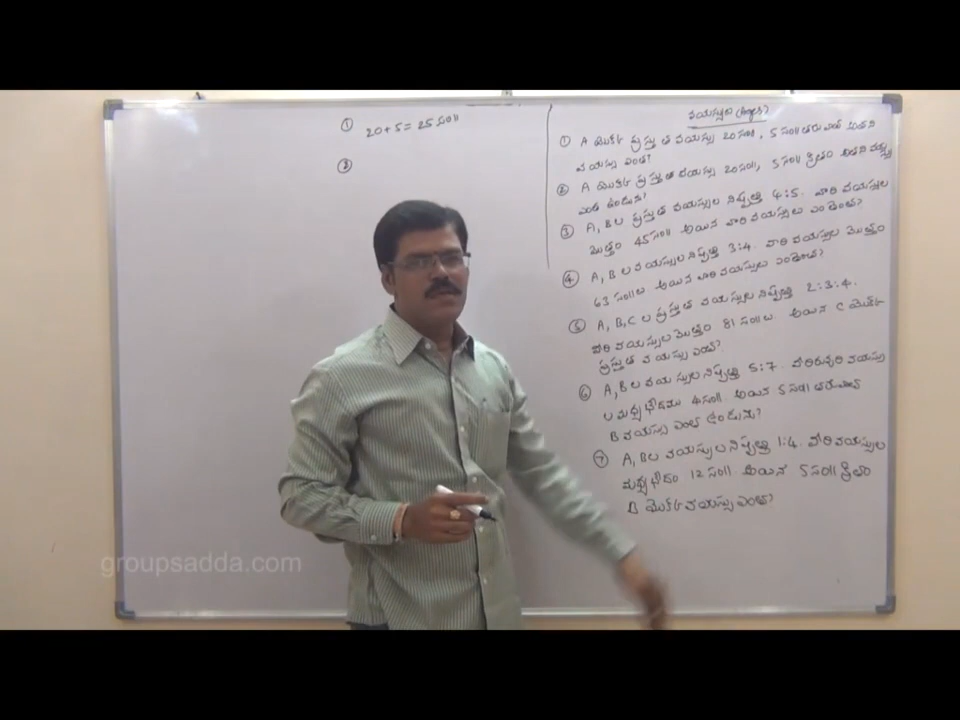 ① 20 + 5 = 25 సం॥
②
వయస్సులు (Ages)
① A యొక్క ప్రస్తుత వయస్సు 20 సం॥, 5 సం॥ తరువాత అతని
వయస్సు ఎంత?
② A యొక్క ప్రస్తుత వయస్సు 20 సం॥, 5 సం॥ క్రితం అతని వయస్సు
ఎంత ఉండును?
③ A, B ల ప్రస్తుత వయస్సుల నిష్పత్తి 4:5. వారి వయస్సుల
మొత్తం 45 సం॥ అయిన వారి వయస్సులు ఎంతెంత?
④ A, B ల వయస్సుల నిష్పత్తి 3:4. వారి వయస్సుల మొత్తం
63 సం॥లు అయిన వారి వయస్సులు ఎంతెంత?
⑤ A, B, C ల ప్రస్తుత వయస్సుల నిష్పత్తి 2:3:4.
వారి వయస్సుల మొత్తం 81 సం॥లు. అయిన C యొక్క
ప్రస్తుత వయస్సు ఎంత?
⑥ A, B ల వయస్సుల నిష్పత్తి 5:7. వారిరువురి వయస్సు
ల మధ్య భేదము 4 సం॥. అయిన 5 సం॥ తరువాత
B వయస్సు ఎంత ఉండును?
⑦ A, B ల వయస్సుల నిష్పత్తి 1:4. వారి వయస్సుల
మధ్య భేదం 12 సం॥. అయిన 5 సం॥ క్రితం
B యొక్క వయస్సు ఎంత?
groupsadda.com